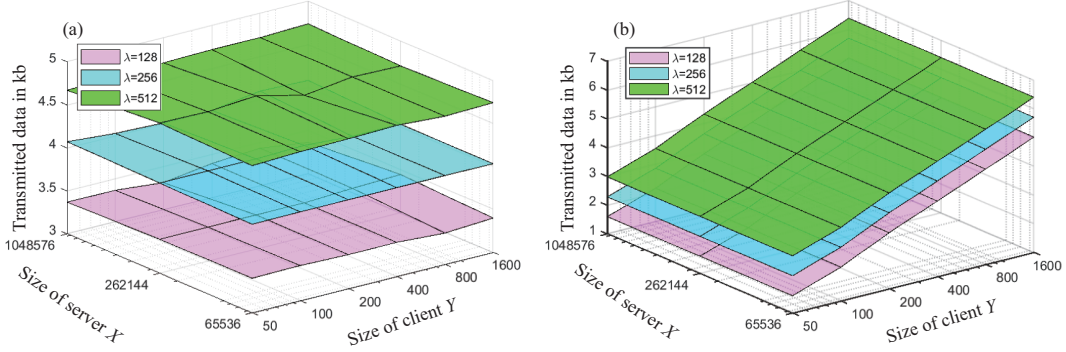 (a)
λ=128
λ=256
λ=512
Transmitted data in kb
5
4.5
4
3.5
3
1048576
262144
65536
Size of server X
50
100
200
400
800
1600
Size of client Y
(b)
λ=128
λ=256
λ=512
Transmitted data in kb
7
6
5
4
3
2
1
1048576
262144
65536
Size of server X
50
100
200
400
800
1600
Size of client Y